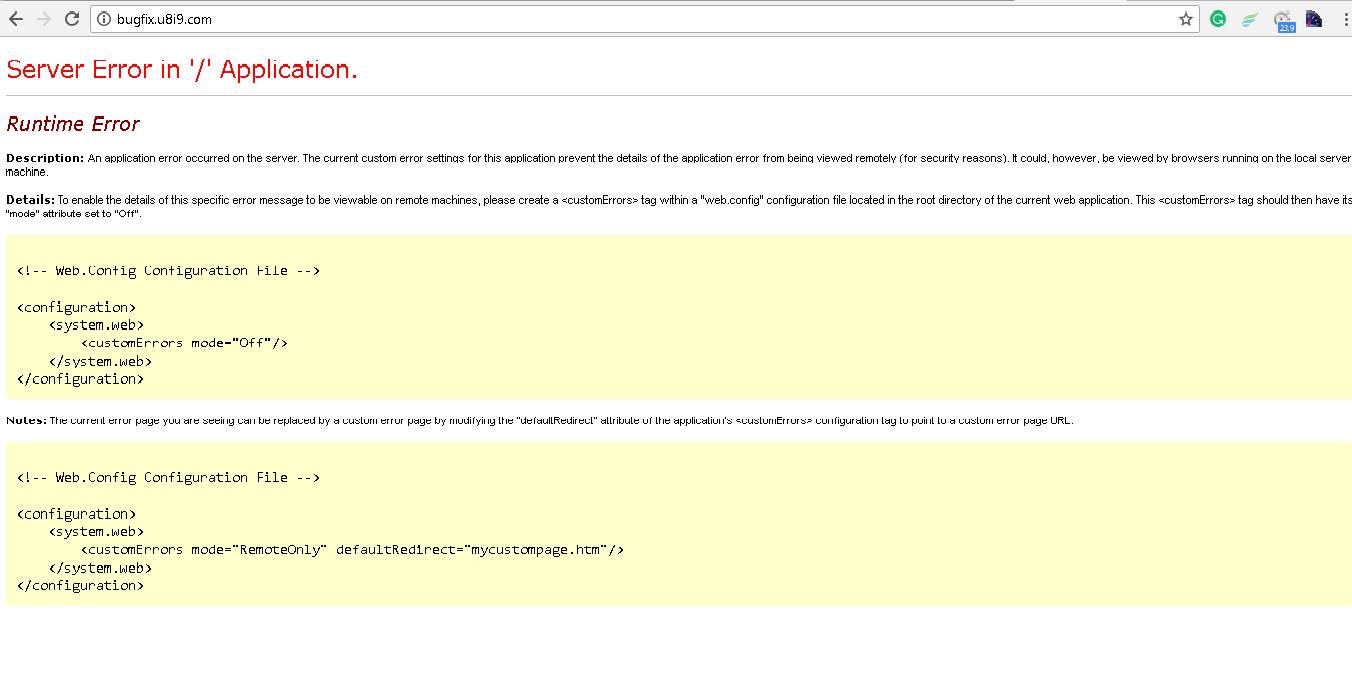 bugfix.u8i9.com
23.9
Server Error in '/' Application.
Runtime Error
Description: An application error occurred on the server. The current custom error settings for this application prevent the details of the application error from being viewed remotely (for security reasons). It could, however, be viewed by browsers running on the local server
machine.
Details: To enable the details of this specific error message to be viewable on remote machines, please create a <customErrors> tag within a "web.config" configuration file located in the root directory of the current web application. This <customErrors> tag should then have its
"mode" attribute set to "Off".
<!-- Web.Config Configuration File -->
<configuration>
    <system.web>
        <customErrors mode="Off"/>
    </system.web>
</configuration>
Notes: The current error page you are seeing can be replaced by a custom error page by modifying the "defaultRedirect" attribute of the application's <customErrors> configuration tag to point to a custom error page URL.
<!-- Web.Config Configuration File -->
<configuration>
    <system.web>
        <customErrors mode="RemoteOnly" defaultRedirect="mycustompage.htm"/>
    </system.web>
</configuration>